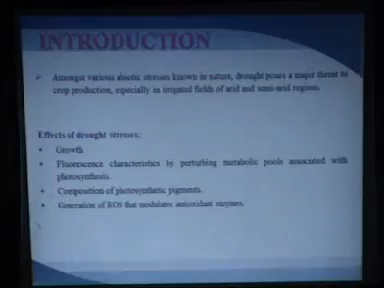 INTRODUCTION
Amongst various abiotic stresses known in nature, drought poses a major threat to
crop production, especially in irrigated fields of arid and semi-arid regions.
Effects of drought stresses:
Growth
Fluorescence characteristics by perturbing metabolic pools associated with
photosynthesis.
Composition of photosynthetic pigments.
Generation of ROS that modulates antioxidant enzymes.